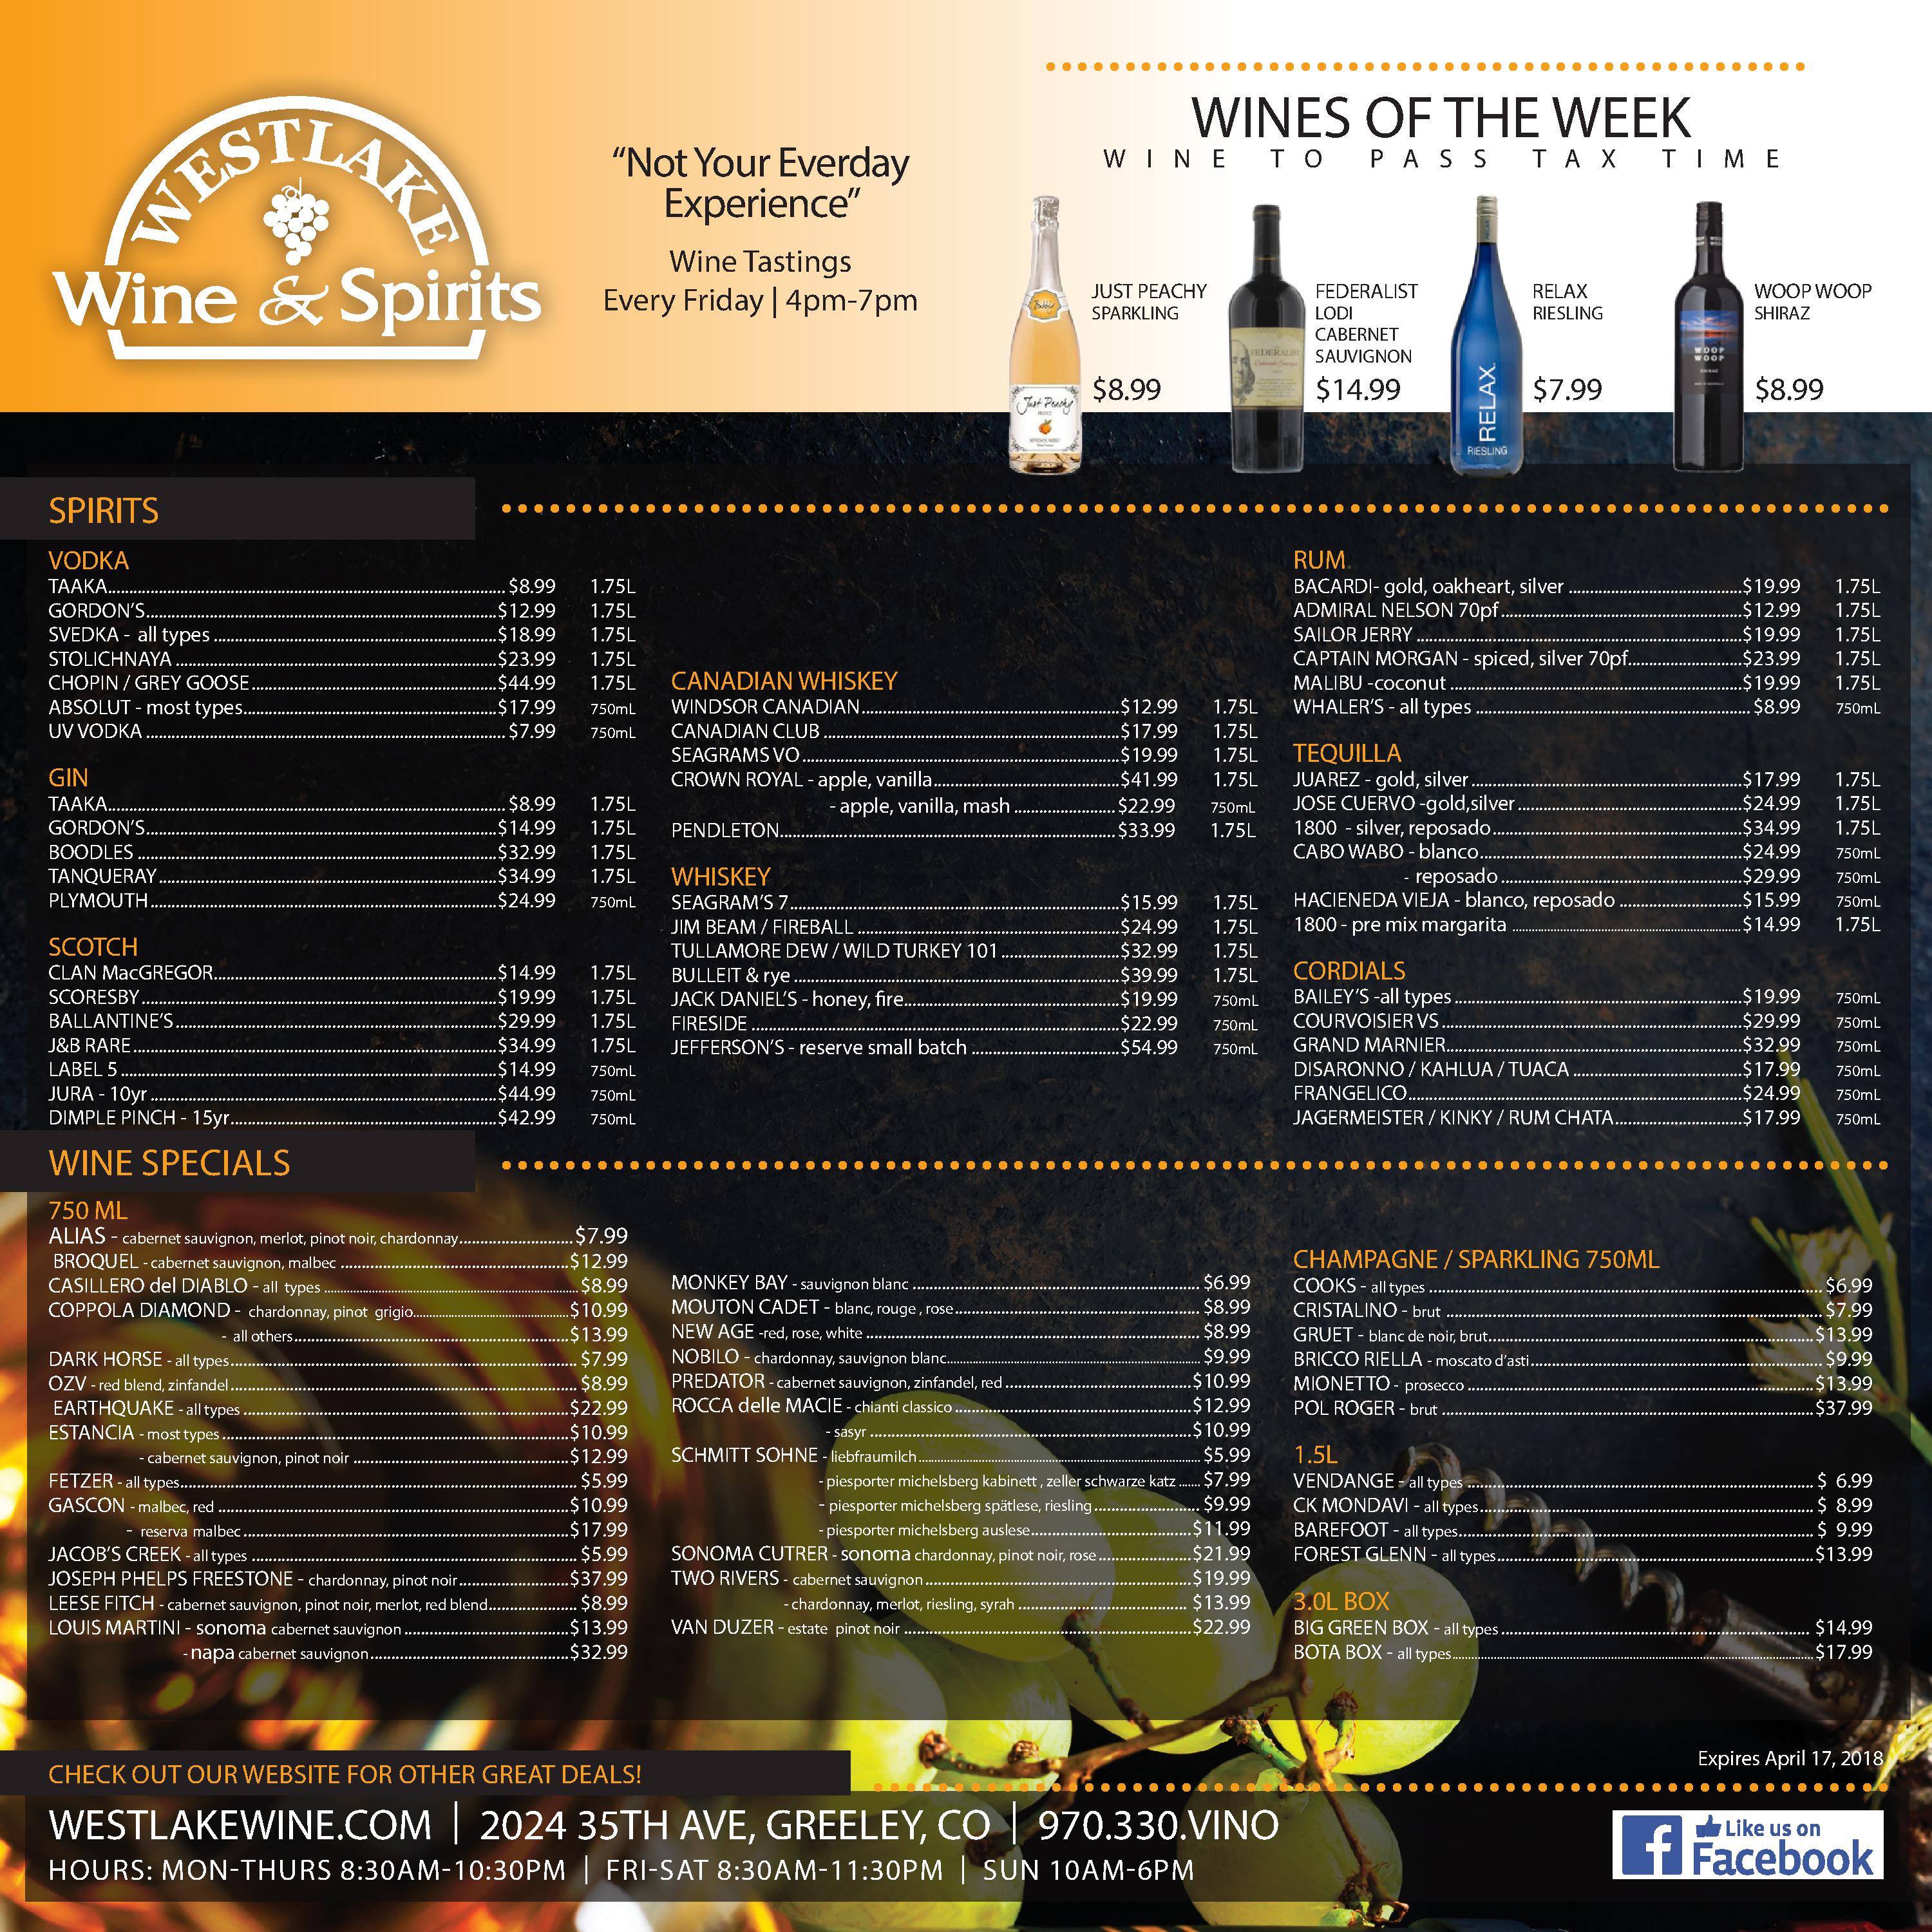 WESTLAKE
Wine & Spirits
“Not Your Everday
Experience”
Wine Tastings
Every Friday | 4pm-7pm
WINES OF THE WEEK
WINE TO PASS TAX TIME
JUST PEACHY
SPARKLING
$8.99
FEDERALIST
LODI
CABERNET
SAUVIGNON
$14.99
RELAX
RIESLING
$7.99
WOOP WOOP
SHIRAZ
$8.99
Just Peachy
FEDERALIST
Cabernet Sauvignon
RELAX
RIESLING
WOOP
WOOP
SHIRAZ
SPIRITS
VODKA
TAAKA $8.99 1.75L
GORDON’S $12.99 1.75L
SVEDKA - all types $18.99 1.75L
STOLICHNAYA $23.99 1.75L
CHOPIN / GREY GOOSE $44.99 1.75L
ABSOLUT - most types $17.99 750mL
UV VODKA $7.99 750mL
GIN
TAAKA $8.99 1.75L
GORDON’S $14.99 1.75L
BOODLES $32.99 1.75L
TANQUERAY $34.99 1.75L
PLYMOUTH $24.99 750mL
SCOTCH
CLAN MacGREGOR $14.99 1.75L
SCORESBY $19.99 1.75L
BALLANTINE’S $29.99 1.75L
J&B RARE $34.99 1.75L
LABEL 5 $14.99 750mL
JURA - 10yr $44.99 750mL
DIMPLE PINCH - 15yr $42.99 750mL
CANADIAN WHISKEY
WINDSOR CANADIAN $12.99 1.75L
CANADIAN CLUB $17.99 1.75L
SEAGRAMS VO $19.99 1.75L
CROWN ROYAL - apple, vanilla $41.99 1.75L
- apple, vanilla, mash $22.99 750mL
PENDLETON $33.99 1.75L
WHISKEY
SEAGRAM’S 7 $15.99 1.75L
JIM BEAM / FIREBALL $24.99 1.75L
TULLAMORE DEW / WILD TURKEY 101 $32.99 1.75L
BULLEIT & rye $39.99 1.75L
JACK DANIEL’S - honey, fire $19.99 750mL
FIRESIDE $22.99 750mL
JEFFERSON’S - reserve small batch $54.99 750mL
RUM
BACARDI- gold, oakheart, silver $19.99 1.75L
ADMIRAL NELSON 70pf $12.99 1.75L
SAILOR JERRY $19.99 1.75L
CAPTAIN MORGAN - spiced, silver 70pf $23.99 1.75L
MALIBU -coconut $19.99 1.75L
WHALER’S - all types $8.99 750mL
TEQUILLA
JUAREZ - gold, silver $17.99 1.75L
JOSE CUERVO -gold,silver $24.99 1.75L
1800 - silver, reposado $34.99 1.75L
CABO WABO - blanco $24.99 750mL
- reposado $29.99 750mL
HACIENEDA VIEJA - blanco, reposado $15.99 750mL
1800 - pre mix margarita $14.99 1.75L
CORDIALS
BAILEY’S -all types $19.99 750mL
COURVOISIER VS $29.99 750mL
GRAND MARNIER $32.99 750mL
DISARONNO / KAHLUA / TUACA $17.99 750mL
FRANGELICO $24.99 750mL
JAGERMEISTER / KINKY / RUM CHATA $17.99 750mL
WINE SPECIALS
750 ML
ALIAS - cabernet sauvignon, merlot, pinot noir, chardonnay $7.99
BROQUEL - cabernet sauvignon, malbec $12.99
CASILLERO del DIABLO - all types $8.99
COPPOLA DIAMOND - chardonnay, pinot grigio $10.99
- all others $13.99
DARK HORSE - all types $7.99
OZV - red blend, zinfandel $8.99
EARTHQUAKE - all types $22.99
ESTANCIA - most types $10.99
- cabernet sauvignon, pinot noir $12.99
FETZER - all types $5.99
GASCON - malbec, red $10.99
- reserva malbec $17.99
JACOB’S CREEK - all types $5.99
JOSEPH PHELPS FREESTONE - chardonnay, pinot noir $37.99
LEESE FITCH - cabernet sauvignon, pinot noir, merlot, red blend $8.99
LOUIS MARTINI - sonoma cabernet sauvignon $13.99
- napa cabernet sauvignon $32.99
MONKEY BAY - sauvignon blanc $6.99
MOUTON CADET - blanc, rouge , rose $8.99
NEW AGE -red, rose, white $8.99
NOBILO - chardonnay, sauvignon blanc $9.99
PREDATOR - cabernet sauvignon, zinfandel, red $10.99
ROCCA delle MACIE - chianti classico $12.99
- sasyr $10.99
SCHMITT SOHNE - liebfraumilch $5.99
- piesporter michelsberg kabinett , zeller schwarze katz $7.99
- piesporter michelsberg spätlese, riesling $9.99
- piesporter michelsberg auslese $11.99
SONOMA CUTRER - sonoma chardonnay, pinot noir, rose $21.99
TWO RIVERS - cabernet sauvignon $19.99
- chardonnay, merlot, riesling, syrah $13.99
VAN DUZER - estate pinot noir $22.99
CHAMPAGNE / SPARKLING 750ML
COOKS - all types $6.99
CRISTALINO - brut $7.99
GRUET - blanc de noir, brut $13.99
BRICCO RIELLA - moscato d’asti $9.99
MIONETTO - prosecco $13.99
POL ROGER - brut $37.99
1.5L
VENDANGE - all types $ 6.99
CK MONDAVI - all types $ 8.99
BAREFOOT - all types $ 9.99
FOREST GLENN - all types $13.99
3.0L BOX
BIG GREEN BOX - all types $14.99
BOTA BOX - all types $17.99
Expires April 17, 2018
CHECK OUT OUR WEBSITE FOR OTHER GREAT DEALS!
WESTLAKEWINE.COM | 2024 35TH AVE, GREELEY, CO | 970.330.VINO
HOURS: MON-THURS 8:30AM-10:30PM | FRI-SAT 8:30AM-11:30PM | SUN 10AM-6PM
f Like us on
Facebook